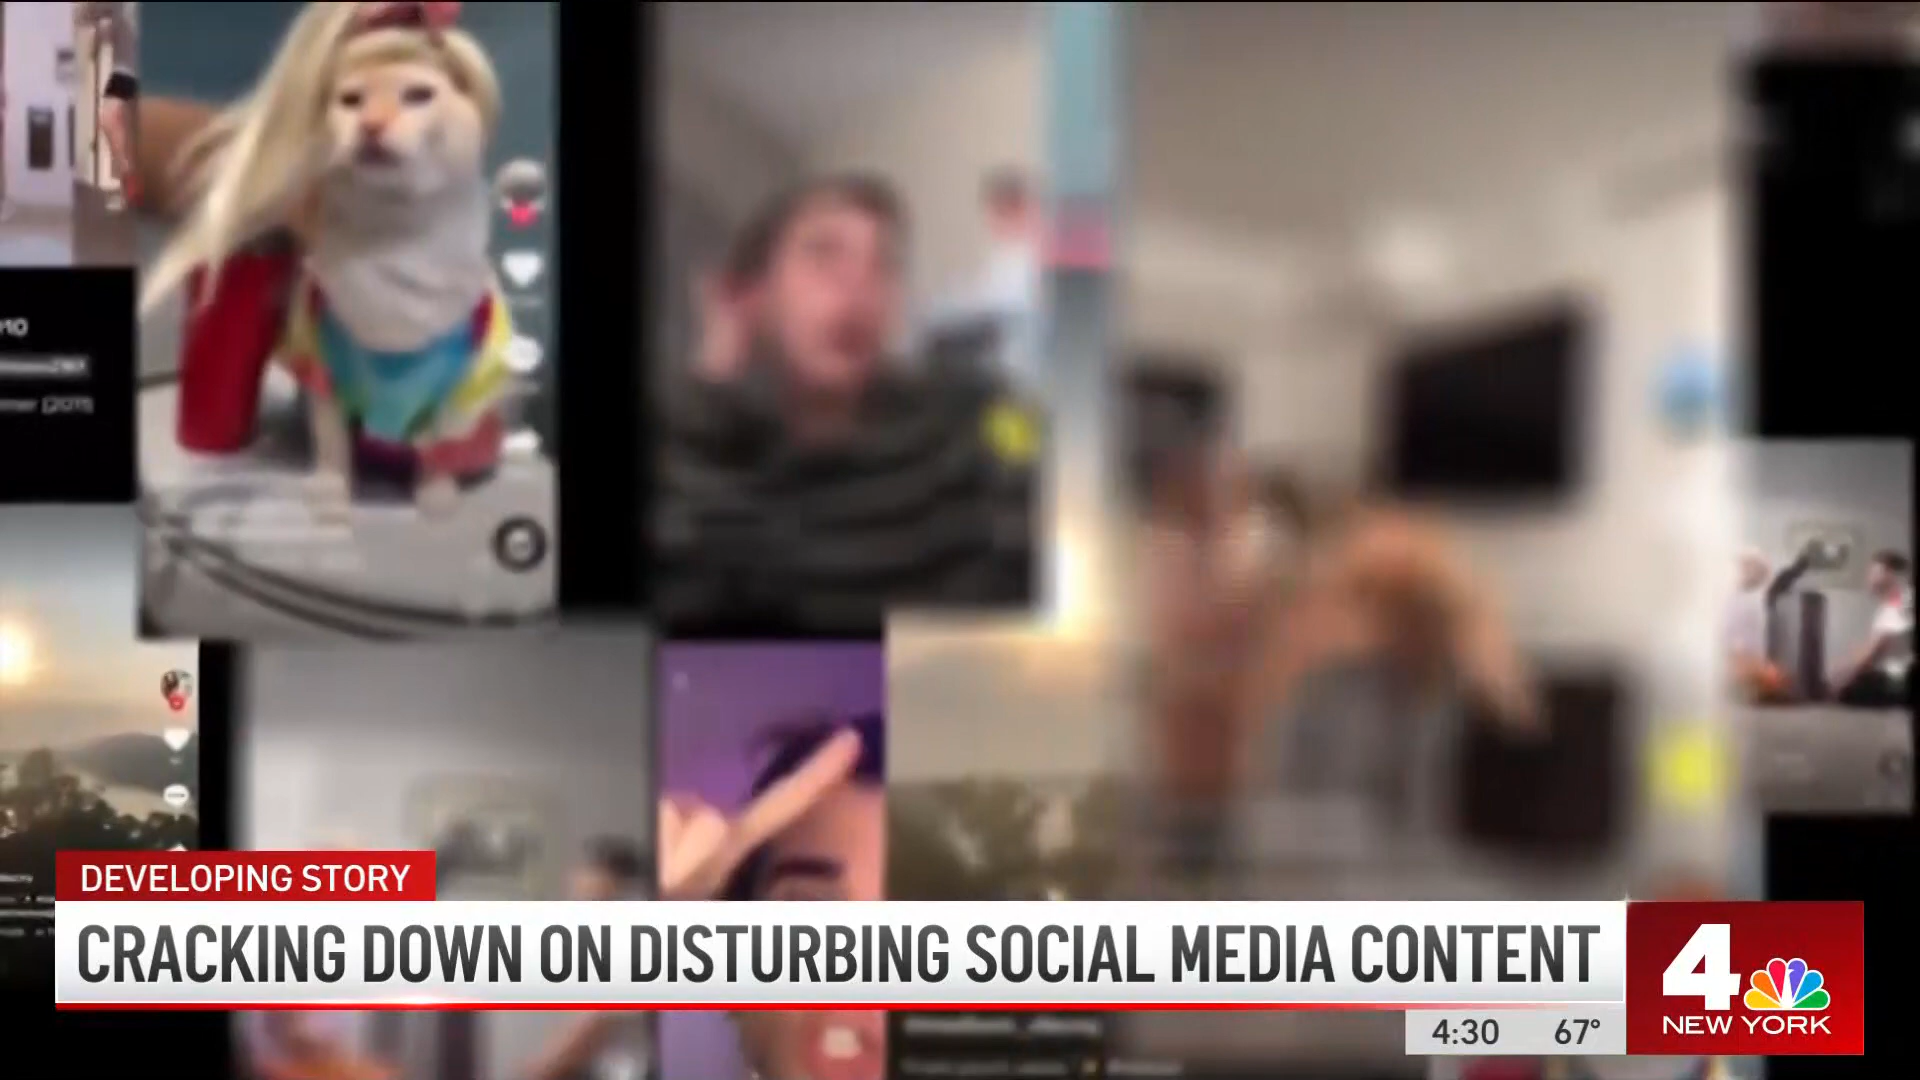 DEVELOPING STORY
CRACKING DOWN ON DISTURBING SOCIAL MEDIA CONTENT
4
NEW YORK
4:30 67°